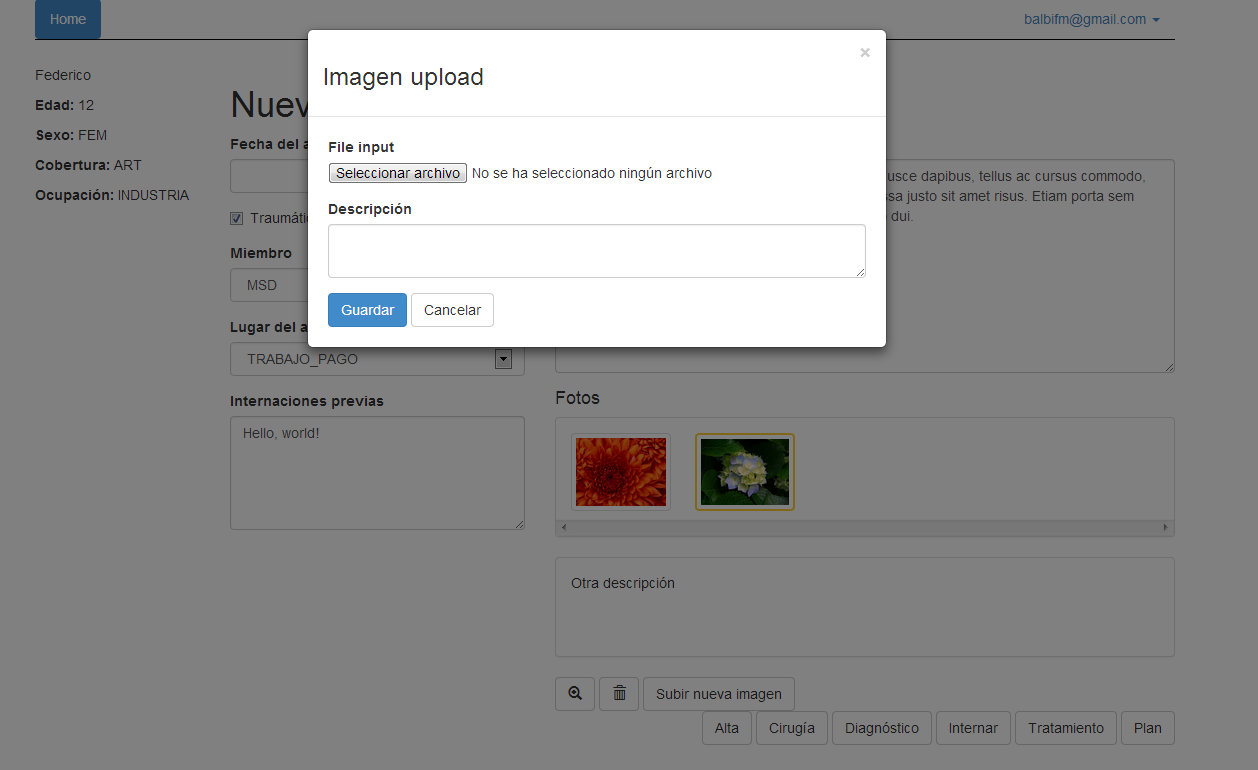 Home
balbifm@gmail.com
×
Imagen upload
Federico
Edad: 12
Nuev
Sexo: FEM
Fecha del a
File input
Cobertura: ART
Seleccionar archivo No se ha seleccionado ningún archivo
usce dapibus, tellus ac cursus commodo,
Ocupación: INDUSTRIA
ssa justo sit amet risus. Etiam porta sem
Descripción
dui.
Traumáti
Miembro
MSD
Guardar
Cancelar
Lugar del a
TRABAJO_PAGO
Internaciones previas
Fotos
Hello, world!
Otra descripción
Subir nueva imagen
Alta
Cirugía
Diagnóstico
Internar
Tratamiento
Plan